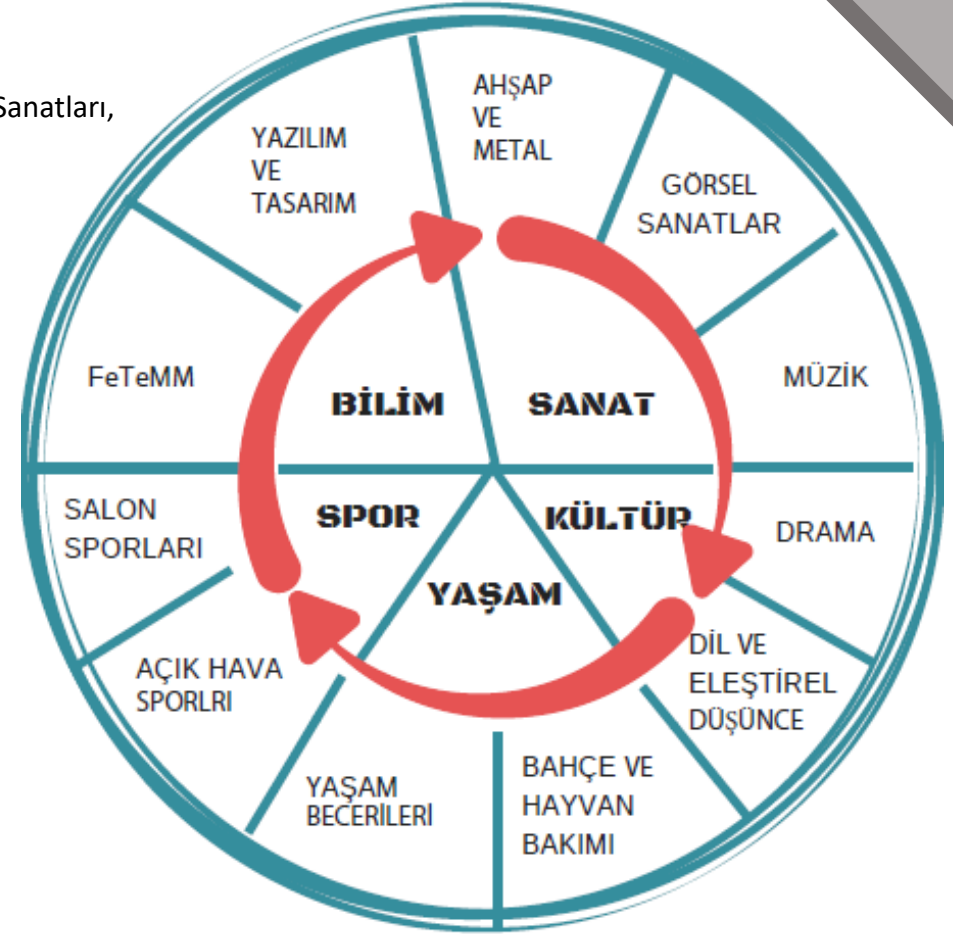 Sanatları,
AHŞAP
VE
METAL
YAZILIM
VE
TASARIM
GÖRSEL
SANATLAR
FeTeMM
MÜZİK
BİLİM
SANAT
SALON
SPORLARI
SPOR
KÜLTÜR
DRAMA
YAŞAM
AÇIK HAVA
SPORLRI
DİL VE
ELEŞTİREL
DÜŞÜNCE
YAŞAM
BECERİLERİ
BAHÇE VE
HAYVAN
BAKIMI